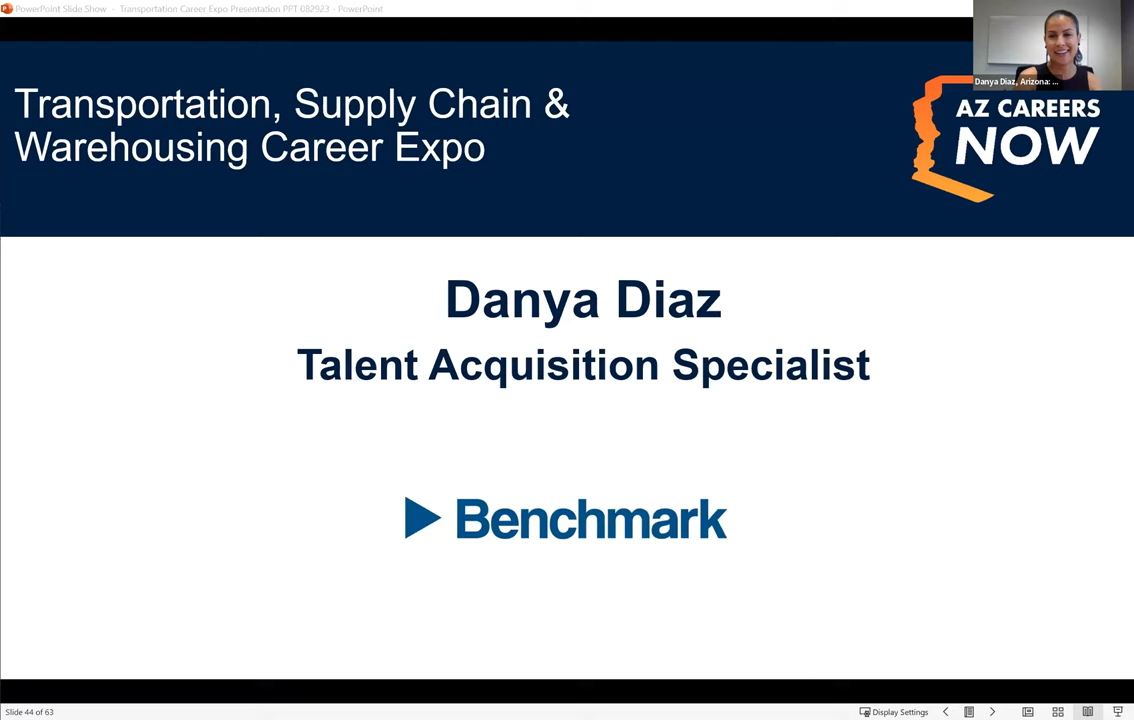 PowerPoint Slide Show - Transportation Career Expo Presentation PPT 082923 - PowerPoint
Danya Diaz, Arizona: ...
Transportation, Supply Chain &
Warehousing Career Expo
AZ CAREERS
NOW
Danya Diaz
Talent Acquisition Specialist
Benchmark
Slide 44 of 63
Display Settings